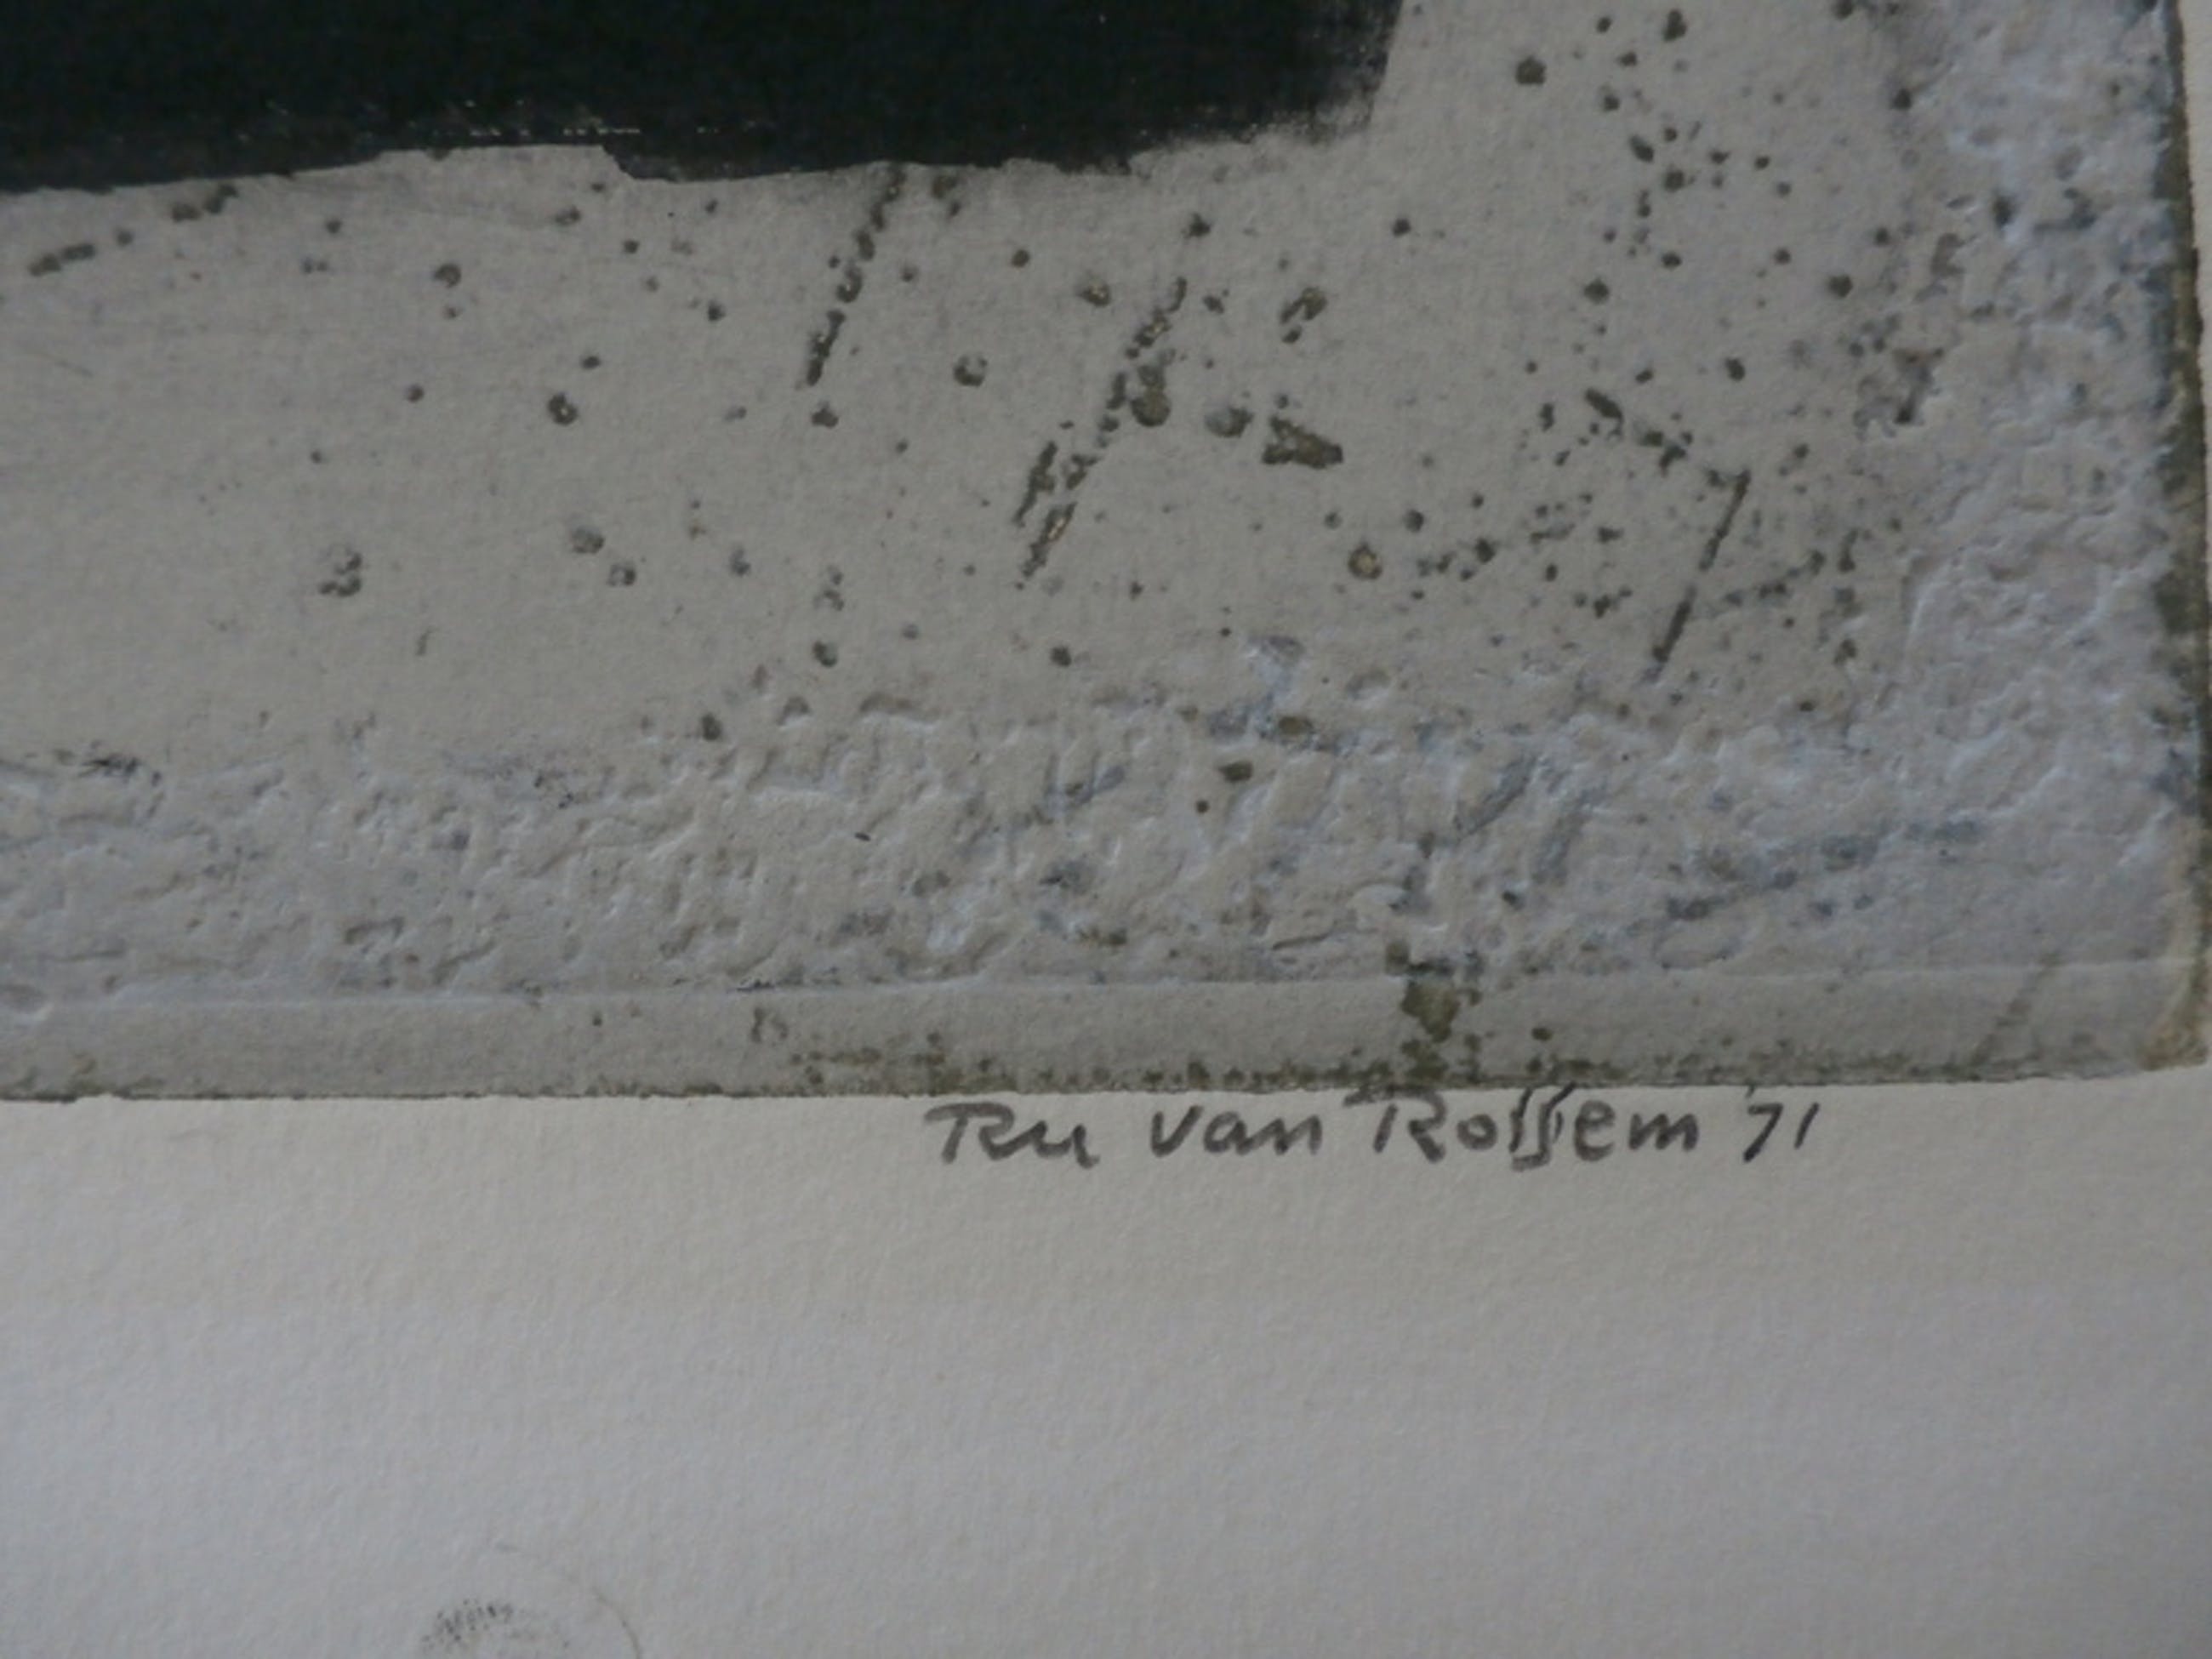 Ru van Rossem '71